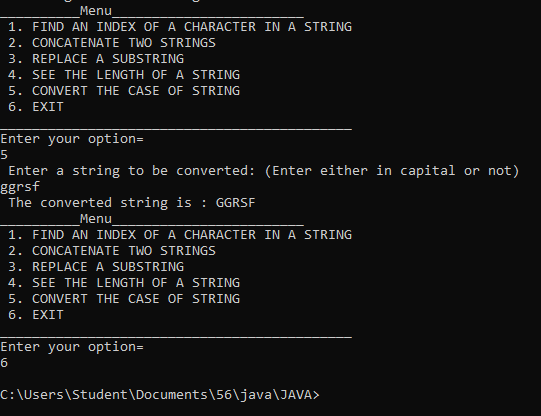 __________Menu________________________
1. FIND AN INDEX OF A CHARACTER IN A STRING
2. CONCATENATE TWO STRINGS
3. REPLACE A SUBSTRING
4. SEE THE LENGTH OF A STRING
5. CONVERT THE CASE OF STRING
6. EXIT
____________________________________________
Enter your option=
5
Enter a string to be converted: (Enter either in capital or not)
ggrsf
The converted string is : GGRSF
__________Menu________________________
1. FIND AN INDEX OF A CHARACTER IN A STRING
2. CONCATENATE TWO STRINGS
3. REPLACE A SUBSTRING
4. SEE THE LENGTH OF A STRING
5. CONVERT THE CASE OF STRING
6. EXIT
____________________________________________
Enter your option=
6
C:\Users\Student\Documents\56\java\JAVA>